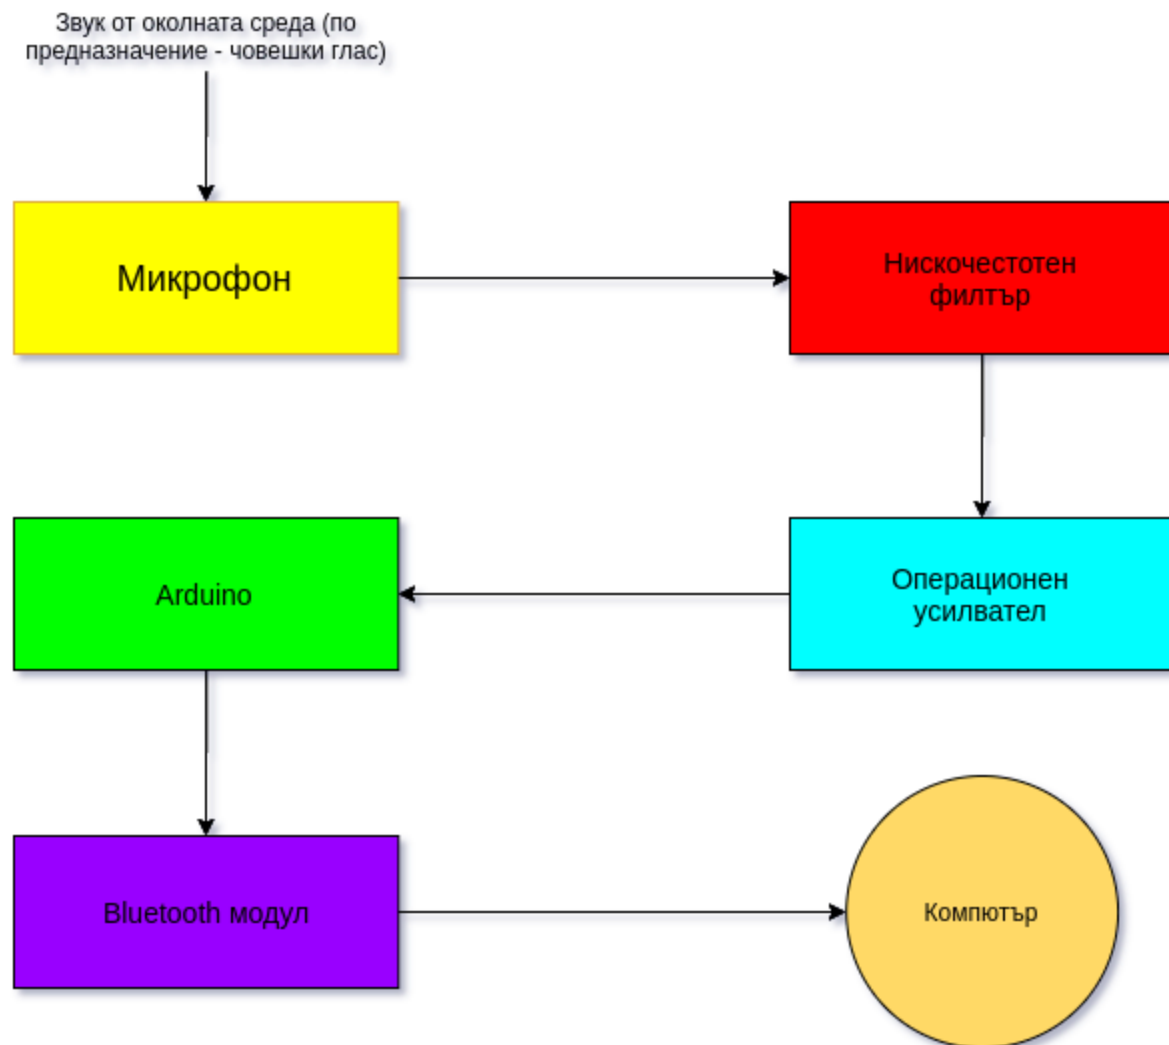 Звук от околната среда (по
предназначение - човешки глас)
Микрофон
Нискочестотен
филтър
Arduino
Операционен
усилвател
Bluetooth модул
Компютър